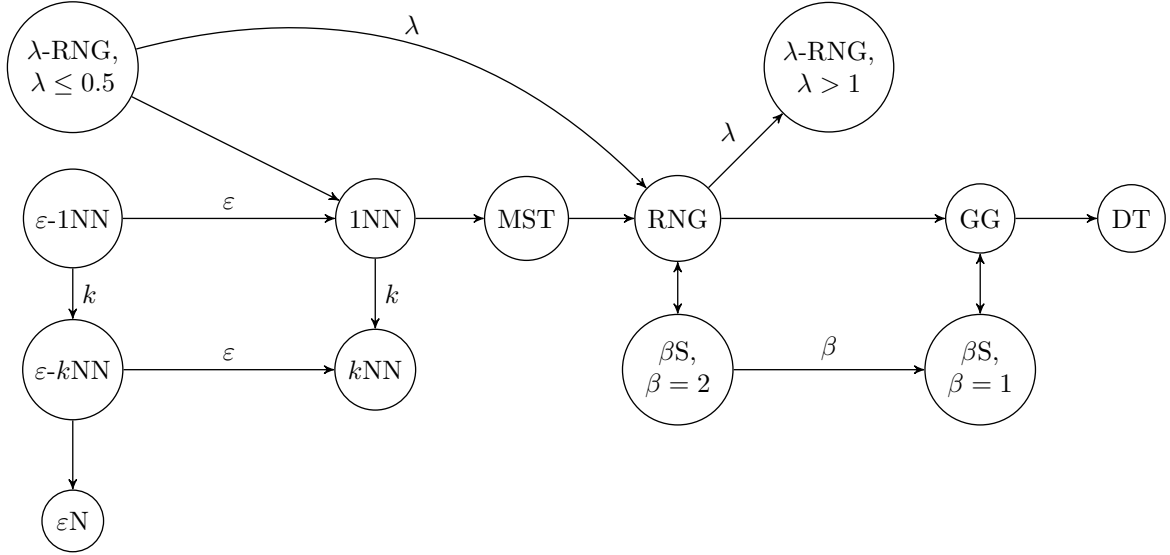 λ-RNG,
λ ≤ 0.5
λ
λ-RNG,
λ > 1
λ
ε-1NN
ε
1NN
MST
RNG
GG
DT
k
k
ε-kNN
ε
kNN
βS,
β = 2
β
βS,
β = 1
εN